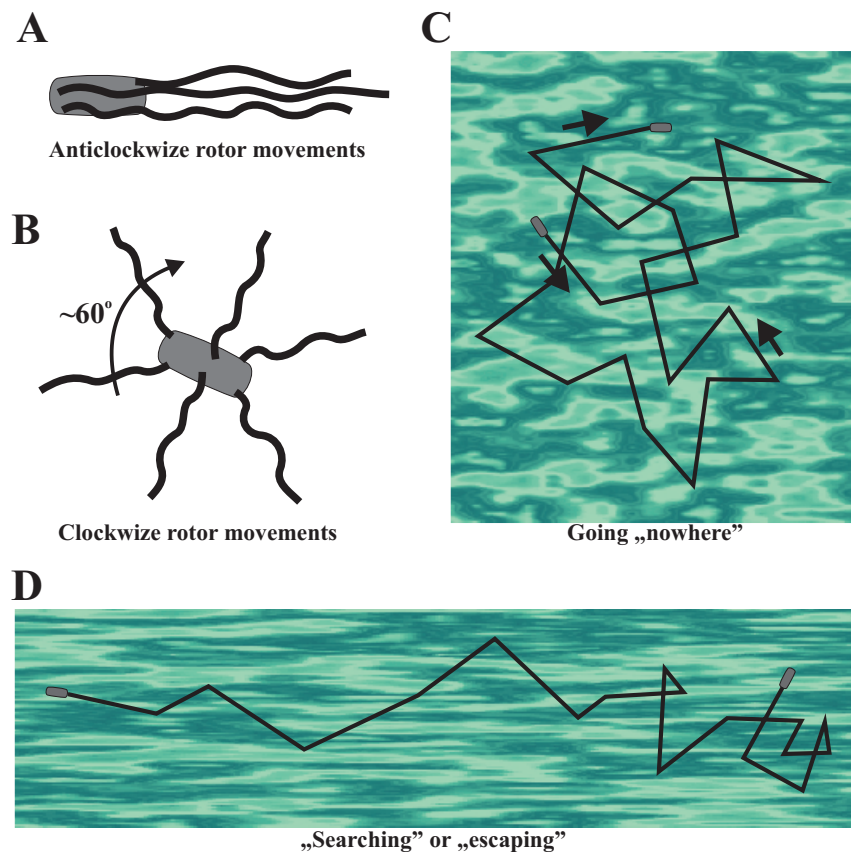 A
Anticlockwize rotor movements
B
~60°
Clockwize rotor movements
C
Going „nowhere”
D
„Searching” or „escaping”